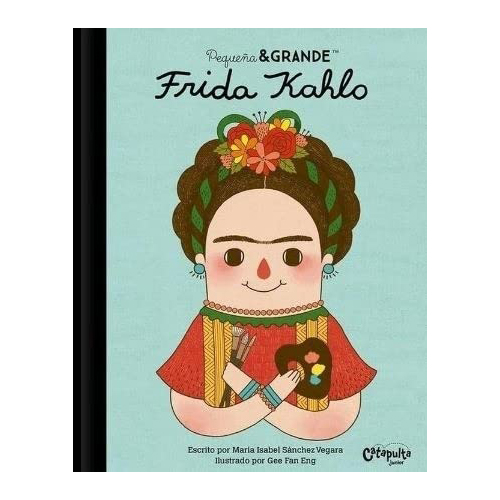 Pequeña &GRANDE™
Frida Kahlo
Escrito por María Isabel Sánchez Vegara
Ilustrado por Gee Fan Eng
Catapulta
junior